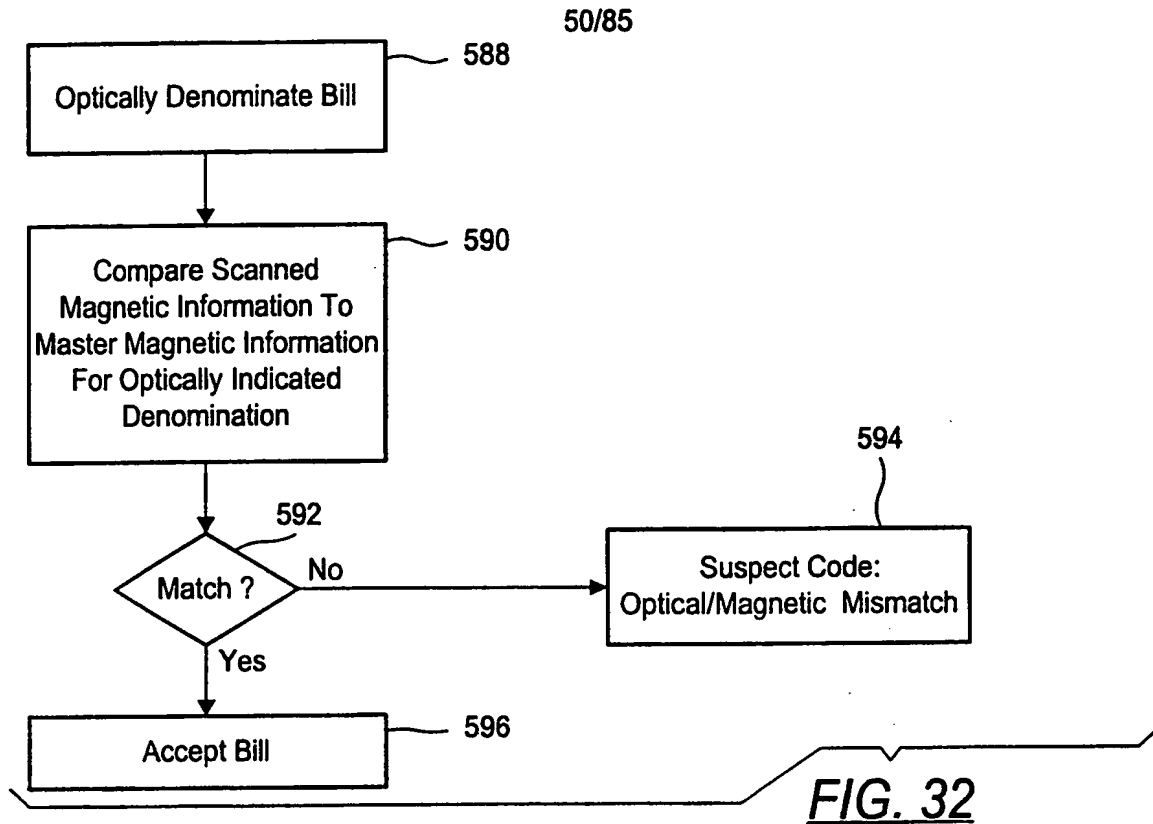 50/85
588
Optically Denominate Bill
590
Compare Scanned
Magnetic Information To
Master Magnetic Information
For Optically Indicated
Denomination
592
Match ?
No
594
Suspect Code:
Optical/Magnetic Mismatch
Yes
596
Accept Bill
FIG. 32